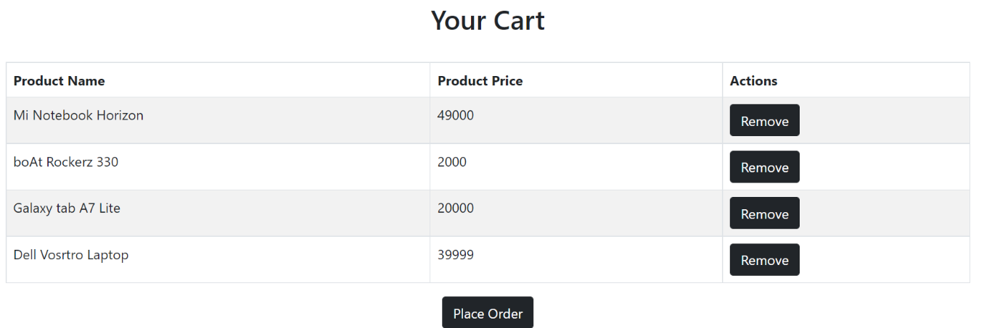 Your Cart
Product Name Product Price Actions
Mi Notebook Horizon 49000 Remove
boAt Rockerz 330 2000 Remove
Galaxy tab A7 Lite 20000 Remove
Dell Vosrtro Laptop 39999 Remove
Place Order